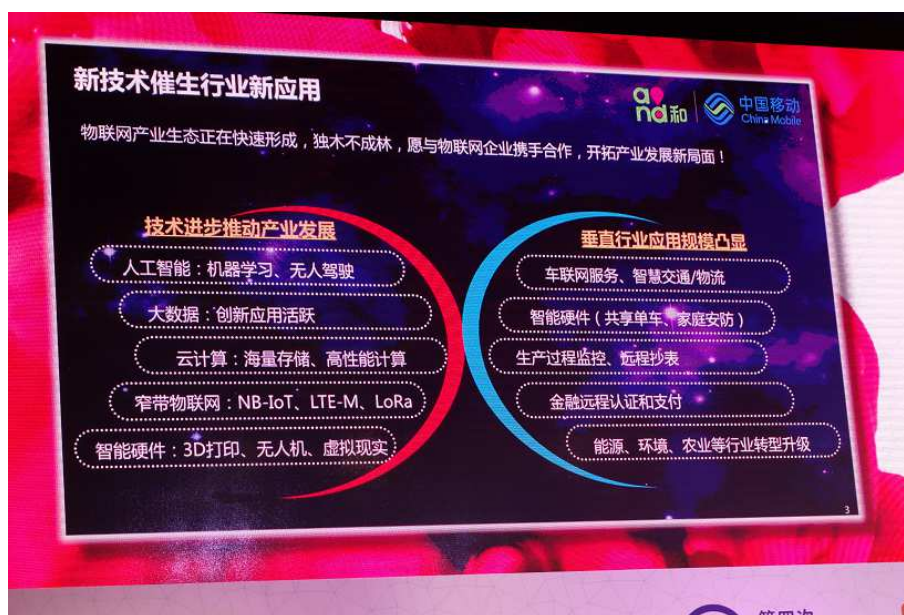 新技术催生行业新应用
and和
中国移动
China Mobile
物联网产业生态正在快速形成，独木不成林，愿与物联网企业携手合作，开拓产业发展新局面！
技术进步推动产业发展
人工智能：机器学习、无人驾驶
大数据：创新应用活跃
云计算：海量存储、高性能计算
窄带物联网：NB-IoT、LTE-M、LoRa
智能硬件：3D打印、无人机、虚拟现实
垂直行业应用规模凸显
车联网服务、智慧交通/物流
智能硬件（共享单车、家庭安防）
生产过程监控、远程抄表
金融远程认证和支付
能源、环境、农业等行业转型升级
3